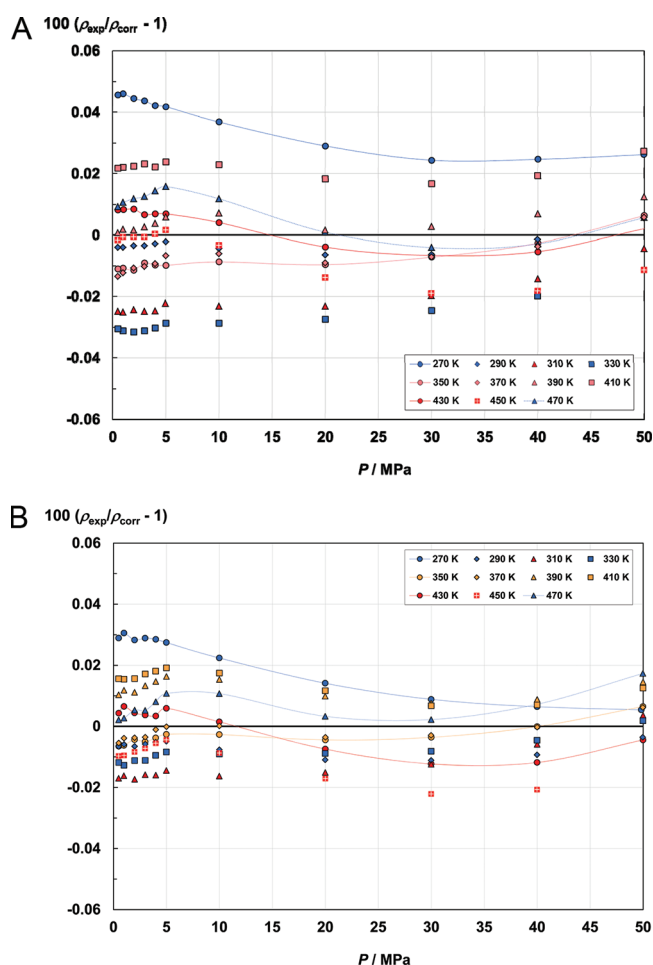 A
100 (ρexp/ρcorr - 1)
0.06
0.04
0.02
0
-0.02
-0.04
-0.06
270 K 290 K 310 K 330 K
350 K 370 K 390 K 410 K
430 K 450 K 470 K
0 5 10 15 20 25 30 35 40 45 50
P / MPa
B
100 (ρexp/ρcorr - 1)
0.06
270 K 290 K 310 K 330 K
350 K 370 K 390 K 410 K
430 K 450 K 470 K
0.04
0.02
0
-0.02
-0.04
-0.06
0 5 10 15 20 25 30 35 40 45 50
P / MPa